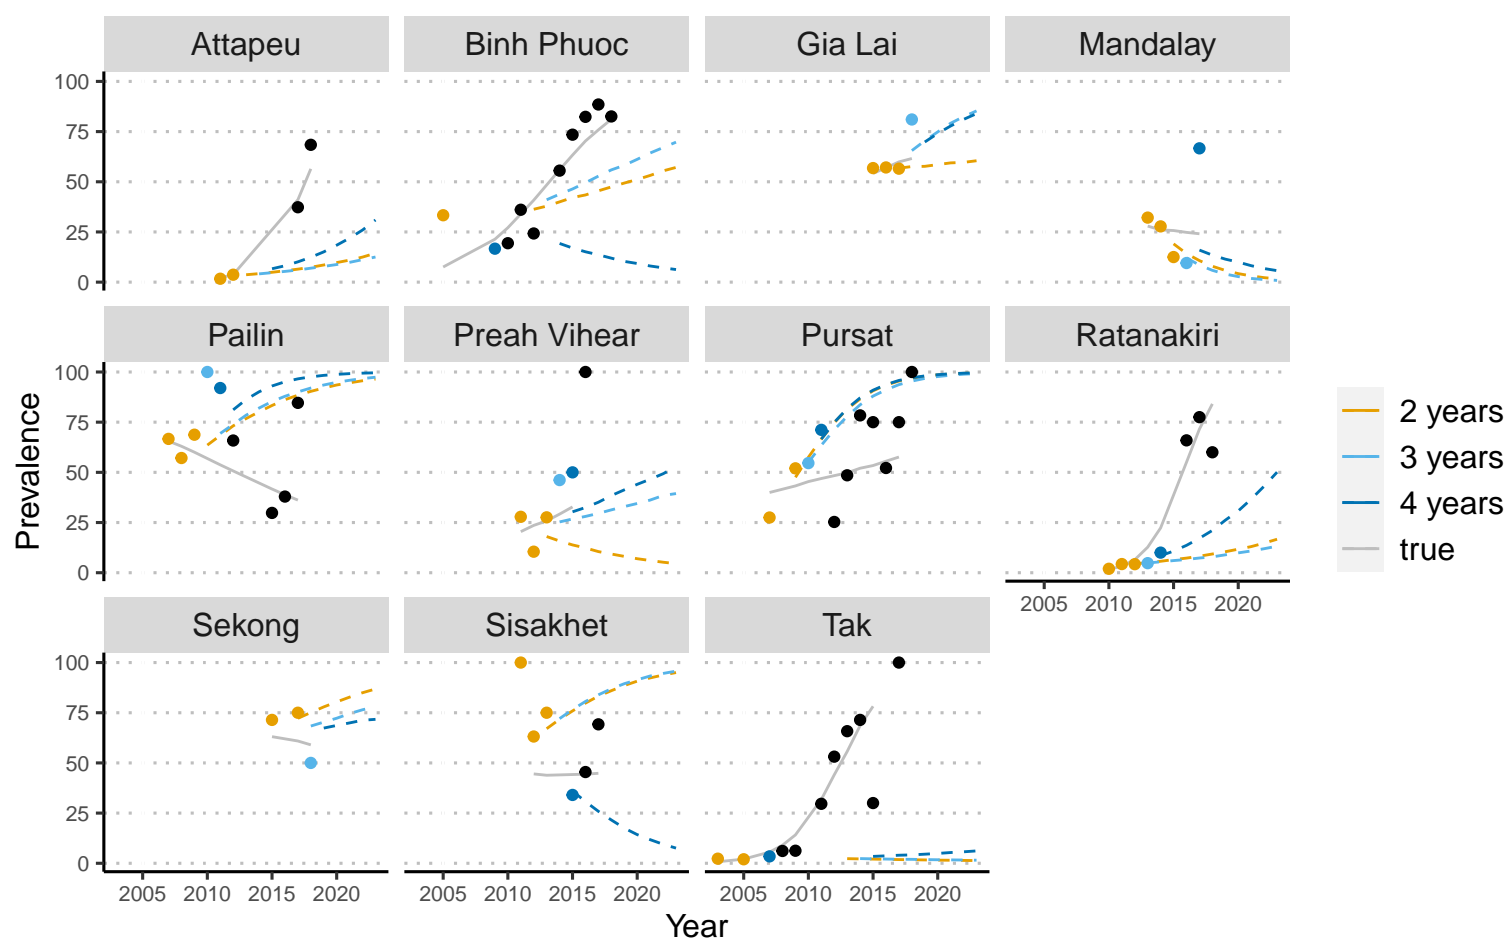 Attapeu Binh Phuoc Gia Lai Mandalay
100
75
50
25
0
Pailin Preah Vihear Pursat Ratanakiri
100
75
50
25
0
2005 2010 2015 2020
Sekong Sisakhet Tak
100
75
50
25
0
2005 2010 2015 2020 2005 2010 2015 2020 2005 2010 2015 2020
Year
Prevalence
2 years
3 years
4 years
true